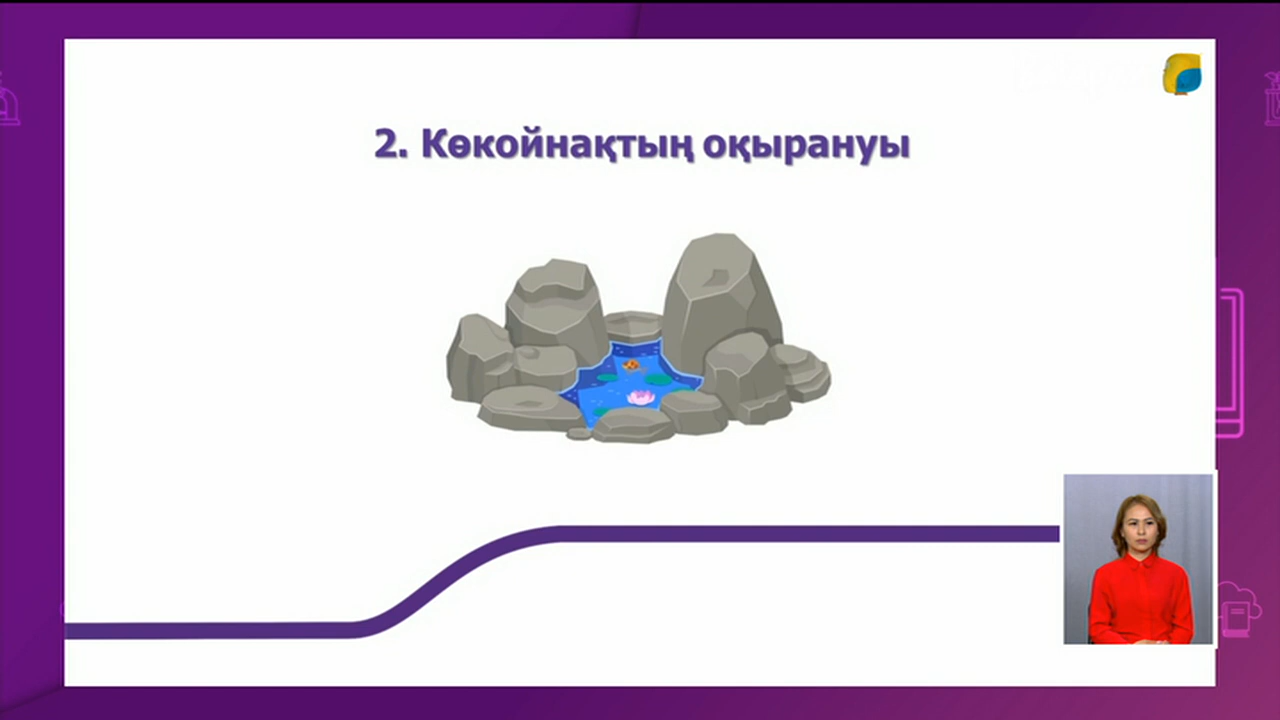 2. Көкойнақтың оқырануы